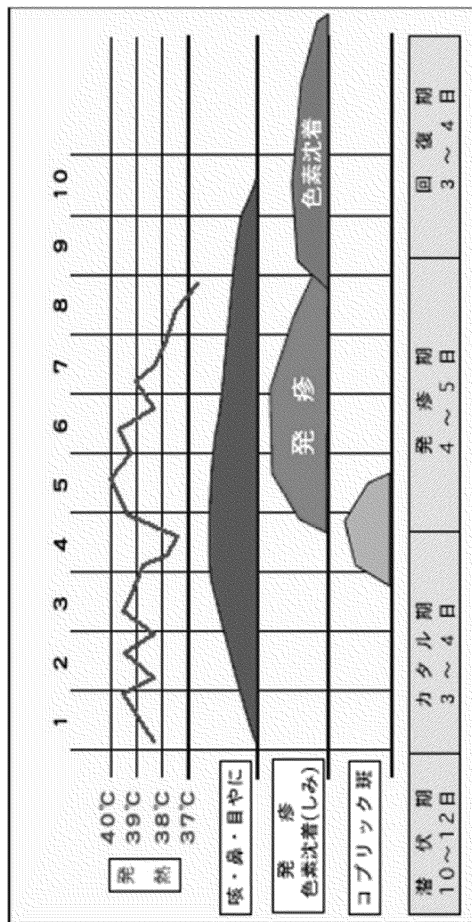 1 2 3 4 5 6 7 8 9 10
発熱
40℃
39℃
38℃
37℃
咳・鼻・目やに
発疹
色素沈着(しみ)
発疹
色素沈着
コプリック斑
潜伏期
10～12日
カタル期
3～4日
発疹期
4～5日
回復期
3～4日